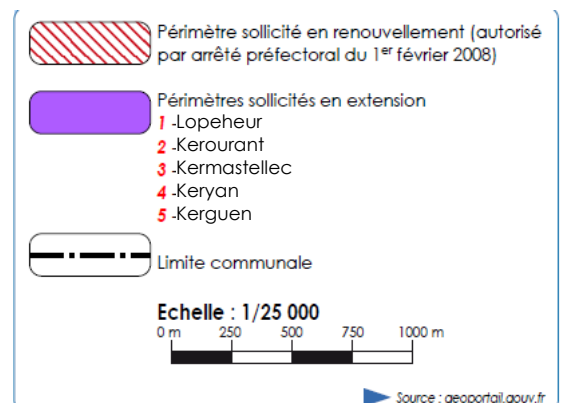 Périmètre sollicité en renouvellement (autorisé
par arrêté préfectoral du 1er février 2008)
Périmètres sollicités en extension
1 -Lopeheur
2 -Kerourant
3 -Kermastellec
4 -Keryan
5 -Kerguen
Limite communale
Echelle : 1/25 000
0 m 250 500 750 1000 m
Source : geoportail.gouv.fr